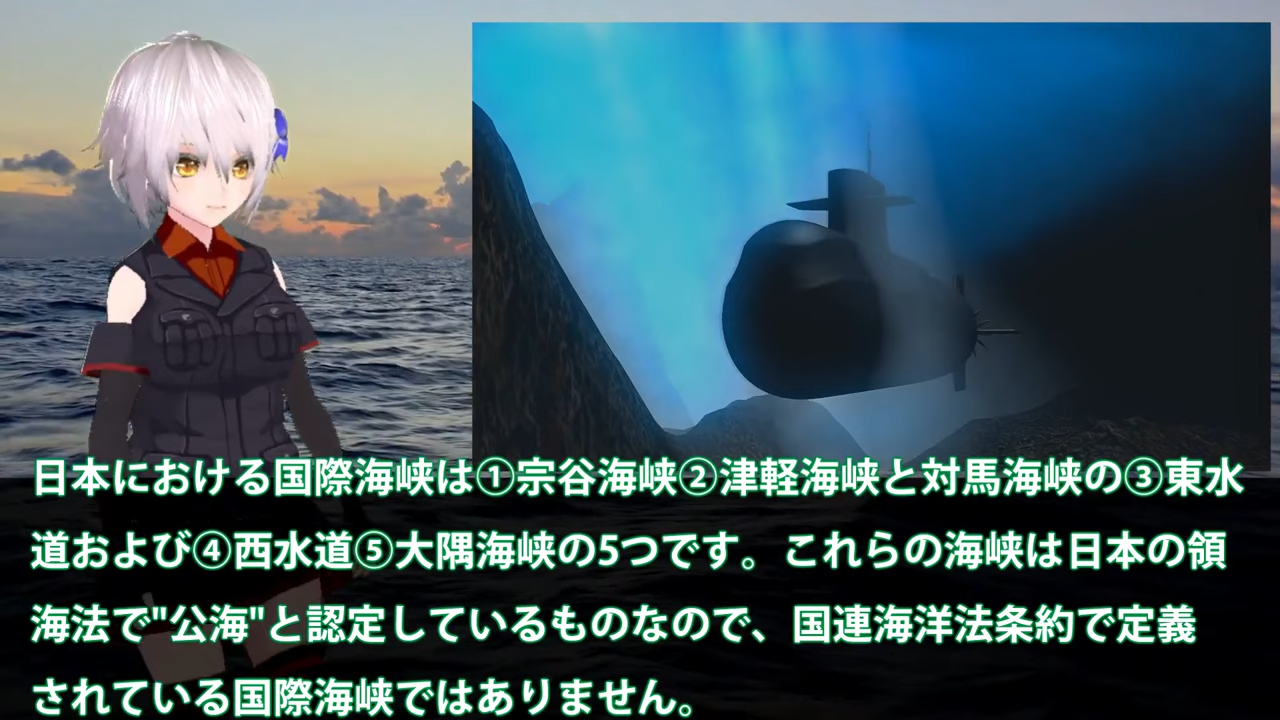 日本における国際海峡は①宗谷海峡②津軽海峡と対馬海峡の③東水
道および④西水道⑤大隅海峡の5つです。これらの海峡は日本の領
海法で"公海"と認定しているものなので、国連海洋法条約で定義
されている国際海峡ではありません。